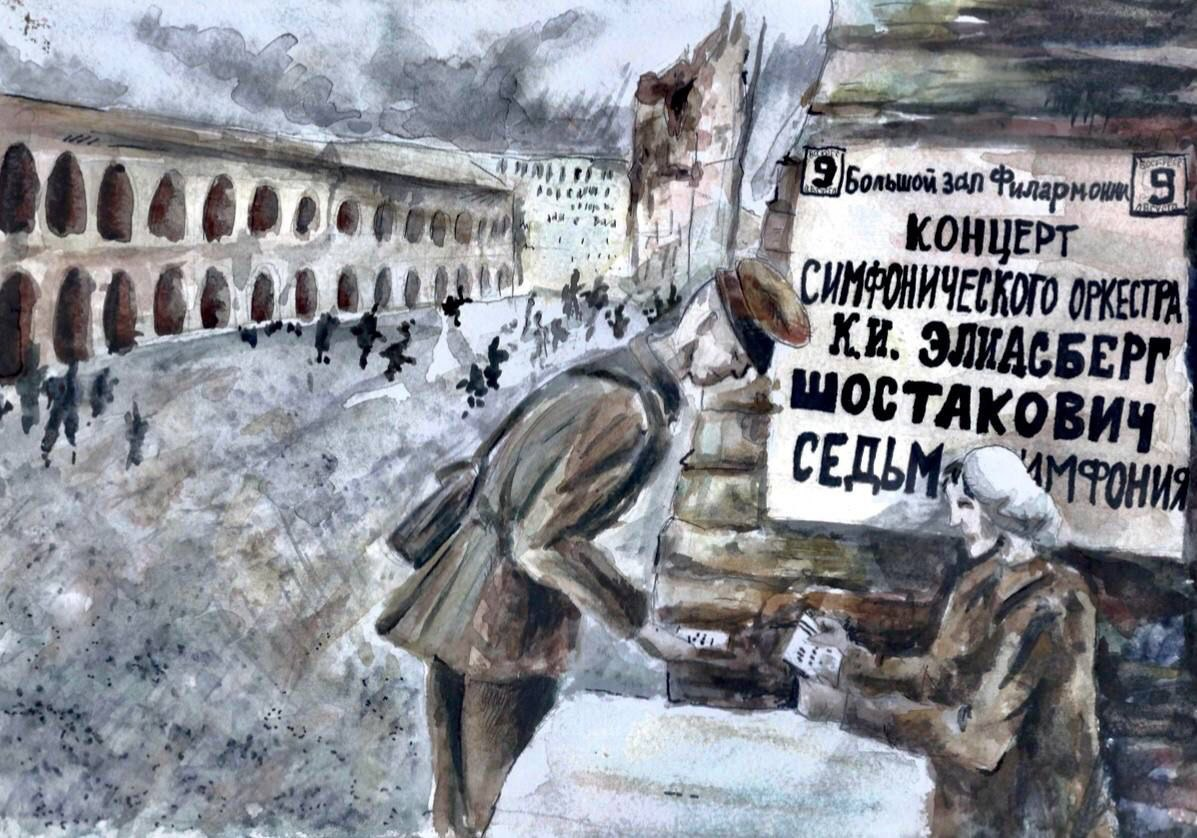 9 Большой зал Филармонии 9
КОНЦЕРТ
СИМФОНИЧЕСКОГО ОРКЕСТРА
К.И. ЭЛИАСБЕРГ
ШОСТАКОВИЧ
СЕДЬМ ИМФОНИЯ